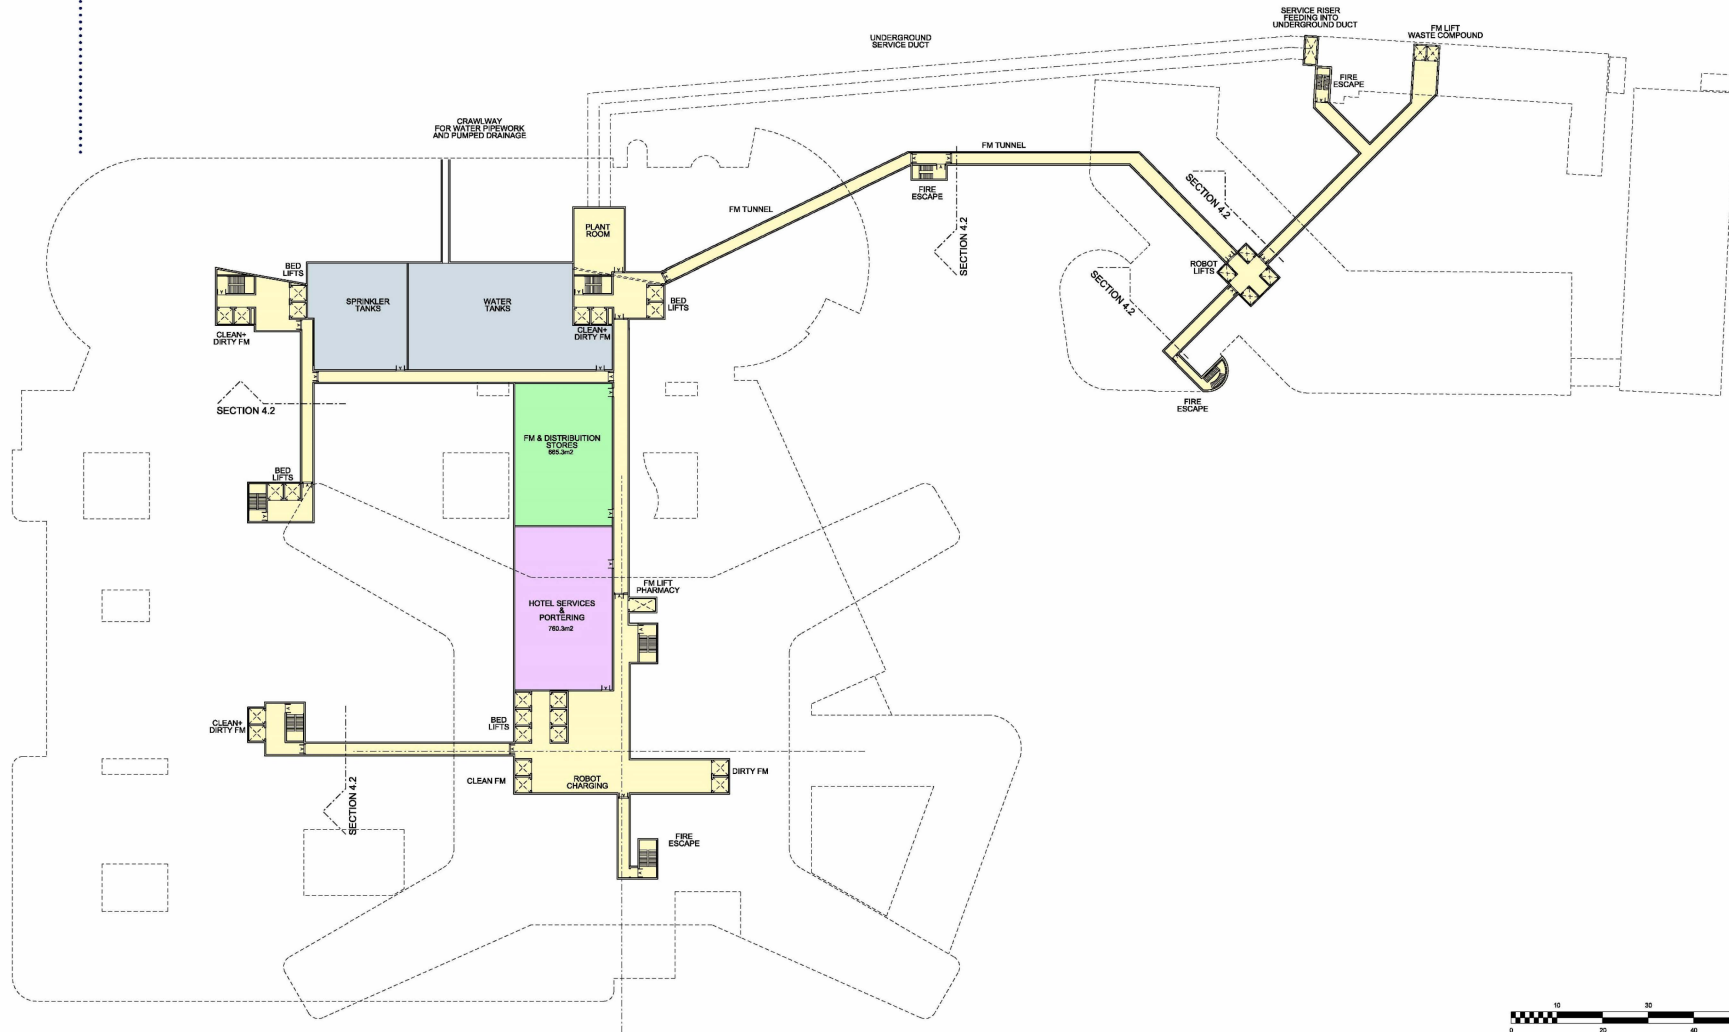 SERVICE RISER
FEEDING INTO
UNDERGROUND DUCT
FM LIFT
WASTE COMPOUND
UNDERGROUND
SERVICE DUCT
FIRE
ESCAPE
CRAWLWAY
FOR WATER PIPEWORK
AND PUMPED DRAINAGE
FM TUNNEL
FIRE
ESCAPE
SECTION 4.2
FM TUNNEL
PLANT
ROOM
SECTION 4.2
ROBOT
LIFTS
SECTION 4.2
BED
LIFTS
SPRINKLER
TANKS
WATER
TANKS
BED
LIFTS
CLEAN+
DIRTY FM
CLEAN+
DIRTY FM
FIRE
ESCAPE
SECTION 4.2
FM & DISTRIBUITION
STORES
665.3m2
BED
LIFTS
FM LIFT
PHARMACY
HOTEL SERVICES
&
PORTERING
760.3m2
CLEAN+
DIRTY FM
BED
LIFTS
CLEAN FM
ROBOT
CHARGING
DIRTY FM
SECTION 4.2
FIRE
ESCAPE
10 30
0 20 40